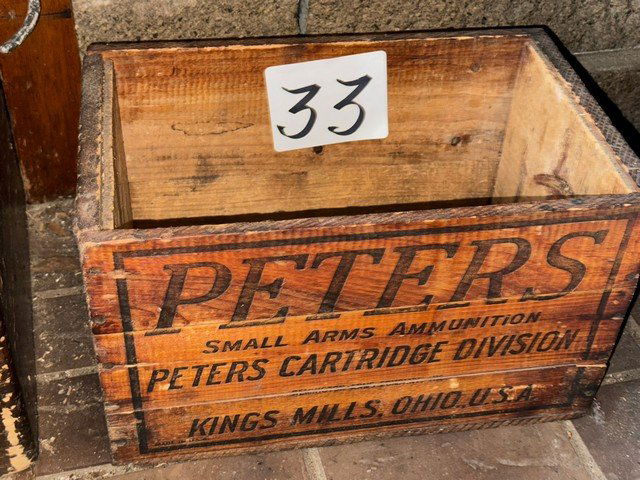 33
PETERS
SMALL ARMS AMMUNITION
PETERS CARTRIDGE DIVISION
KINGS MILLS, OHIO, U.S.A.